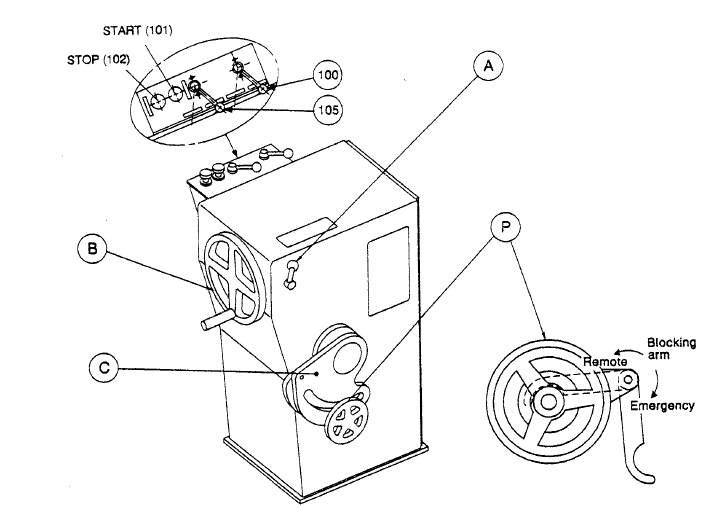 START (101)
STOP (102)
100
105
A
B
P
C
Remote
Blocking
arm
Emergency